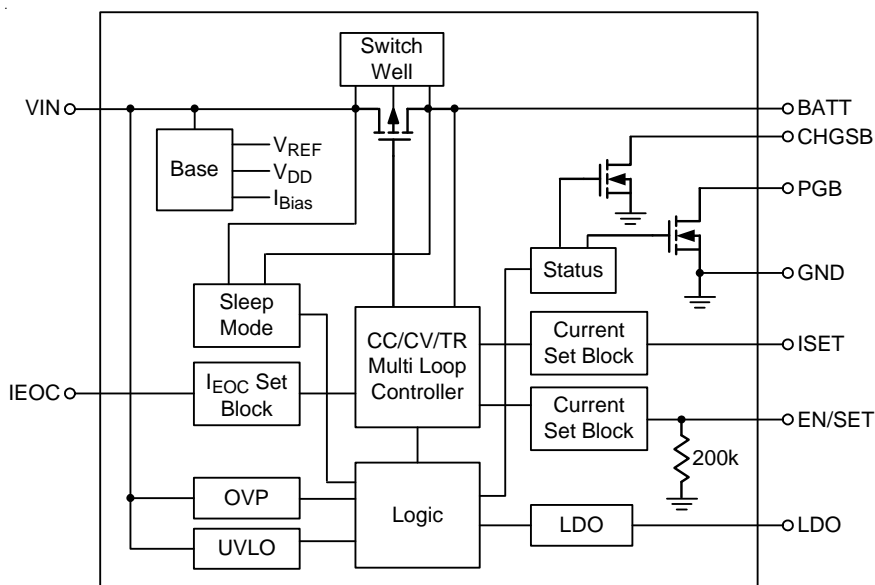 Switch
Well
VIN
BATT
CHGSB
Base
VREF
VDD
IBias
PGB
Status
GND
Sleep
Mode
CC/CV/TR
Multi Loop
Controller
Current
Set Block
ISET
IEOC
IEOC Set
Block
Current
Set Block
EN/SET
200k
OVP
Logic
LDO
LDO
UVLO